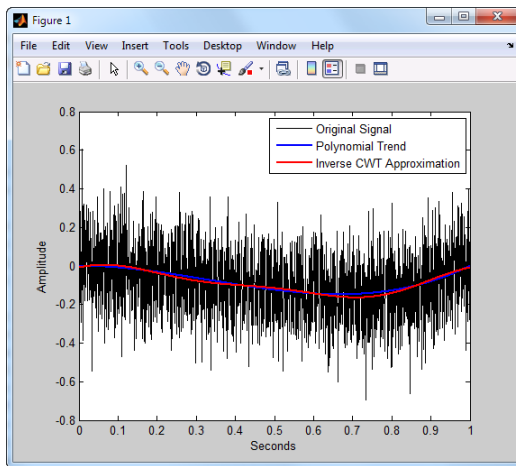 Figure 1
File Edit View Insert Tools Desktop Window Help
0.8
0.6
0.4
0.2
0
-0.2
-0.4
-0.6
-0.8
Amplitude
Original Signal
Polynomial Trend
Inverse CWT Approximation
0 0.1 0.2 0.3 0.4 0.5 0.6 0.7 0.8 0.9 1
Seconds